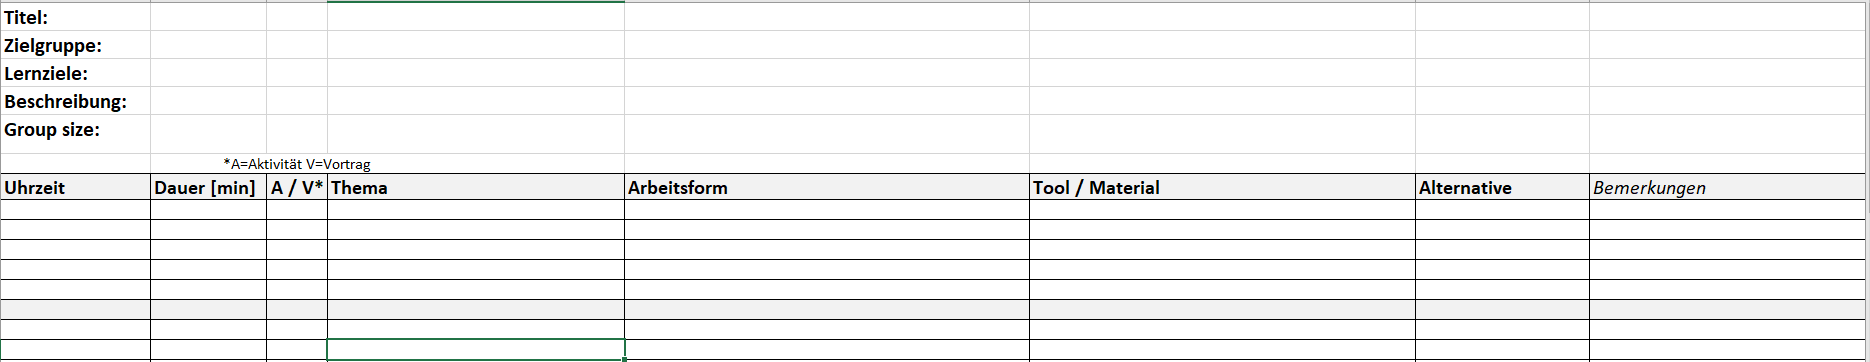 Titel:
Zielgruppe:
Lernziele:
Beschreibung:
Group size:
*A=Aktivität V=Vortrag
Uhrzeit Dauer [min] A / V* Thema Arbeitsform Tool / Material Alternative Bemerkungen